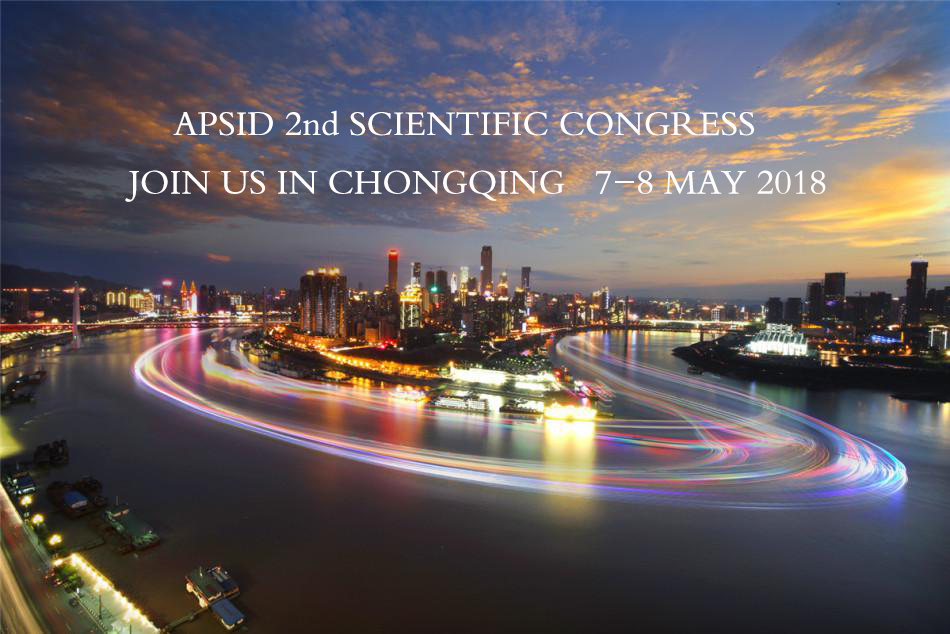 APSID 2nd SCIENTIFIC CONGRESS
JOIN US IN CHONGQING 7-8 MAY 2018